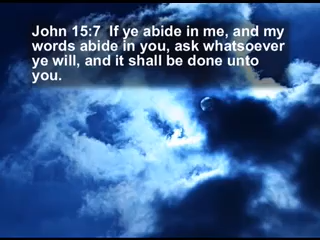 John 15:7  If ye abide in me, and my
words abide in you, ask whatsoever
ye will, and it shall be done unto
you.